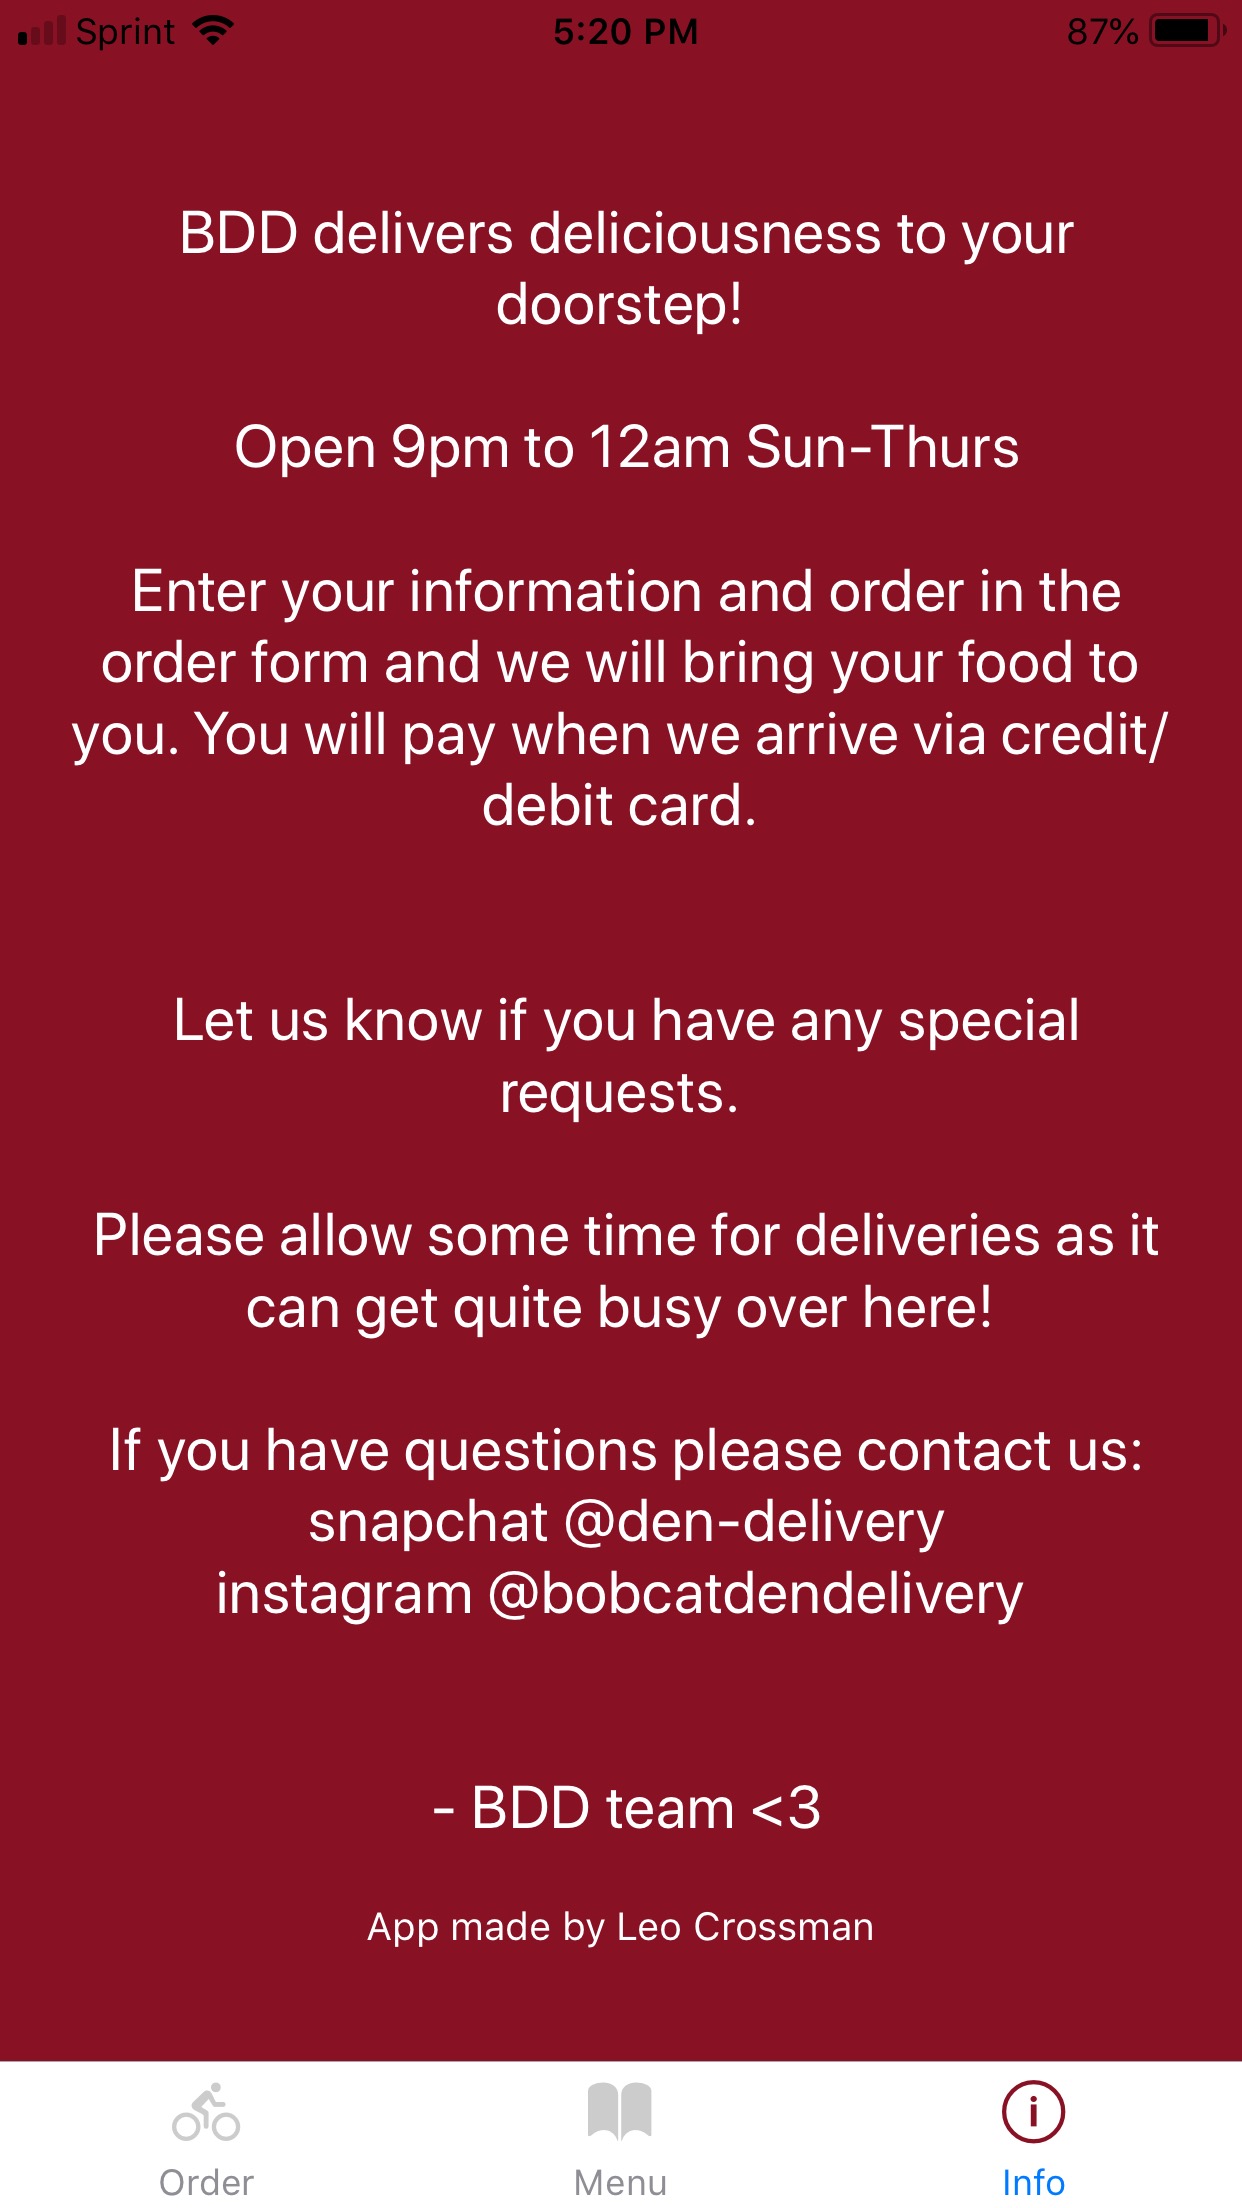 Sprint
5:20 PM
87%
BDD delivers deliciousness to your
doorstep!
Open 9pm to 12am Sun-Thurs
Enter your information and order in the
order form and we will bring your food to
you. You will pay when we arrive via credit/
debit card.
Let us know if you have any special
requests.
Please allow some time for deliveries as it
can get quite busy over here!
If you have questions please contact us:
snapchat @den-delivery
instagram @bobcatdendelivery
- BDD team <3
App made by Leo Crossman
Order
Menu
Info